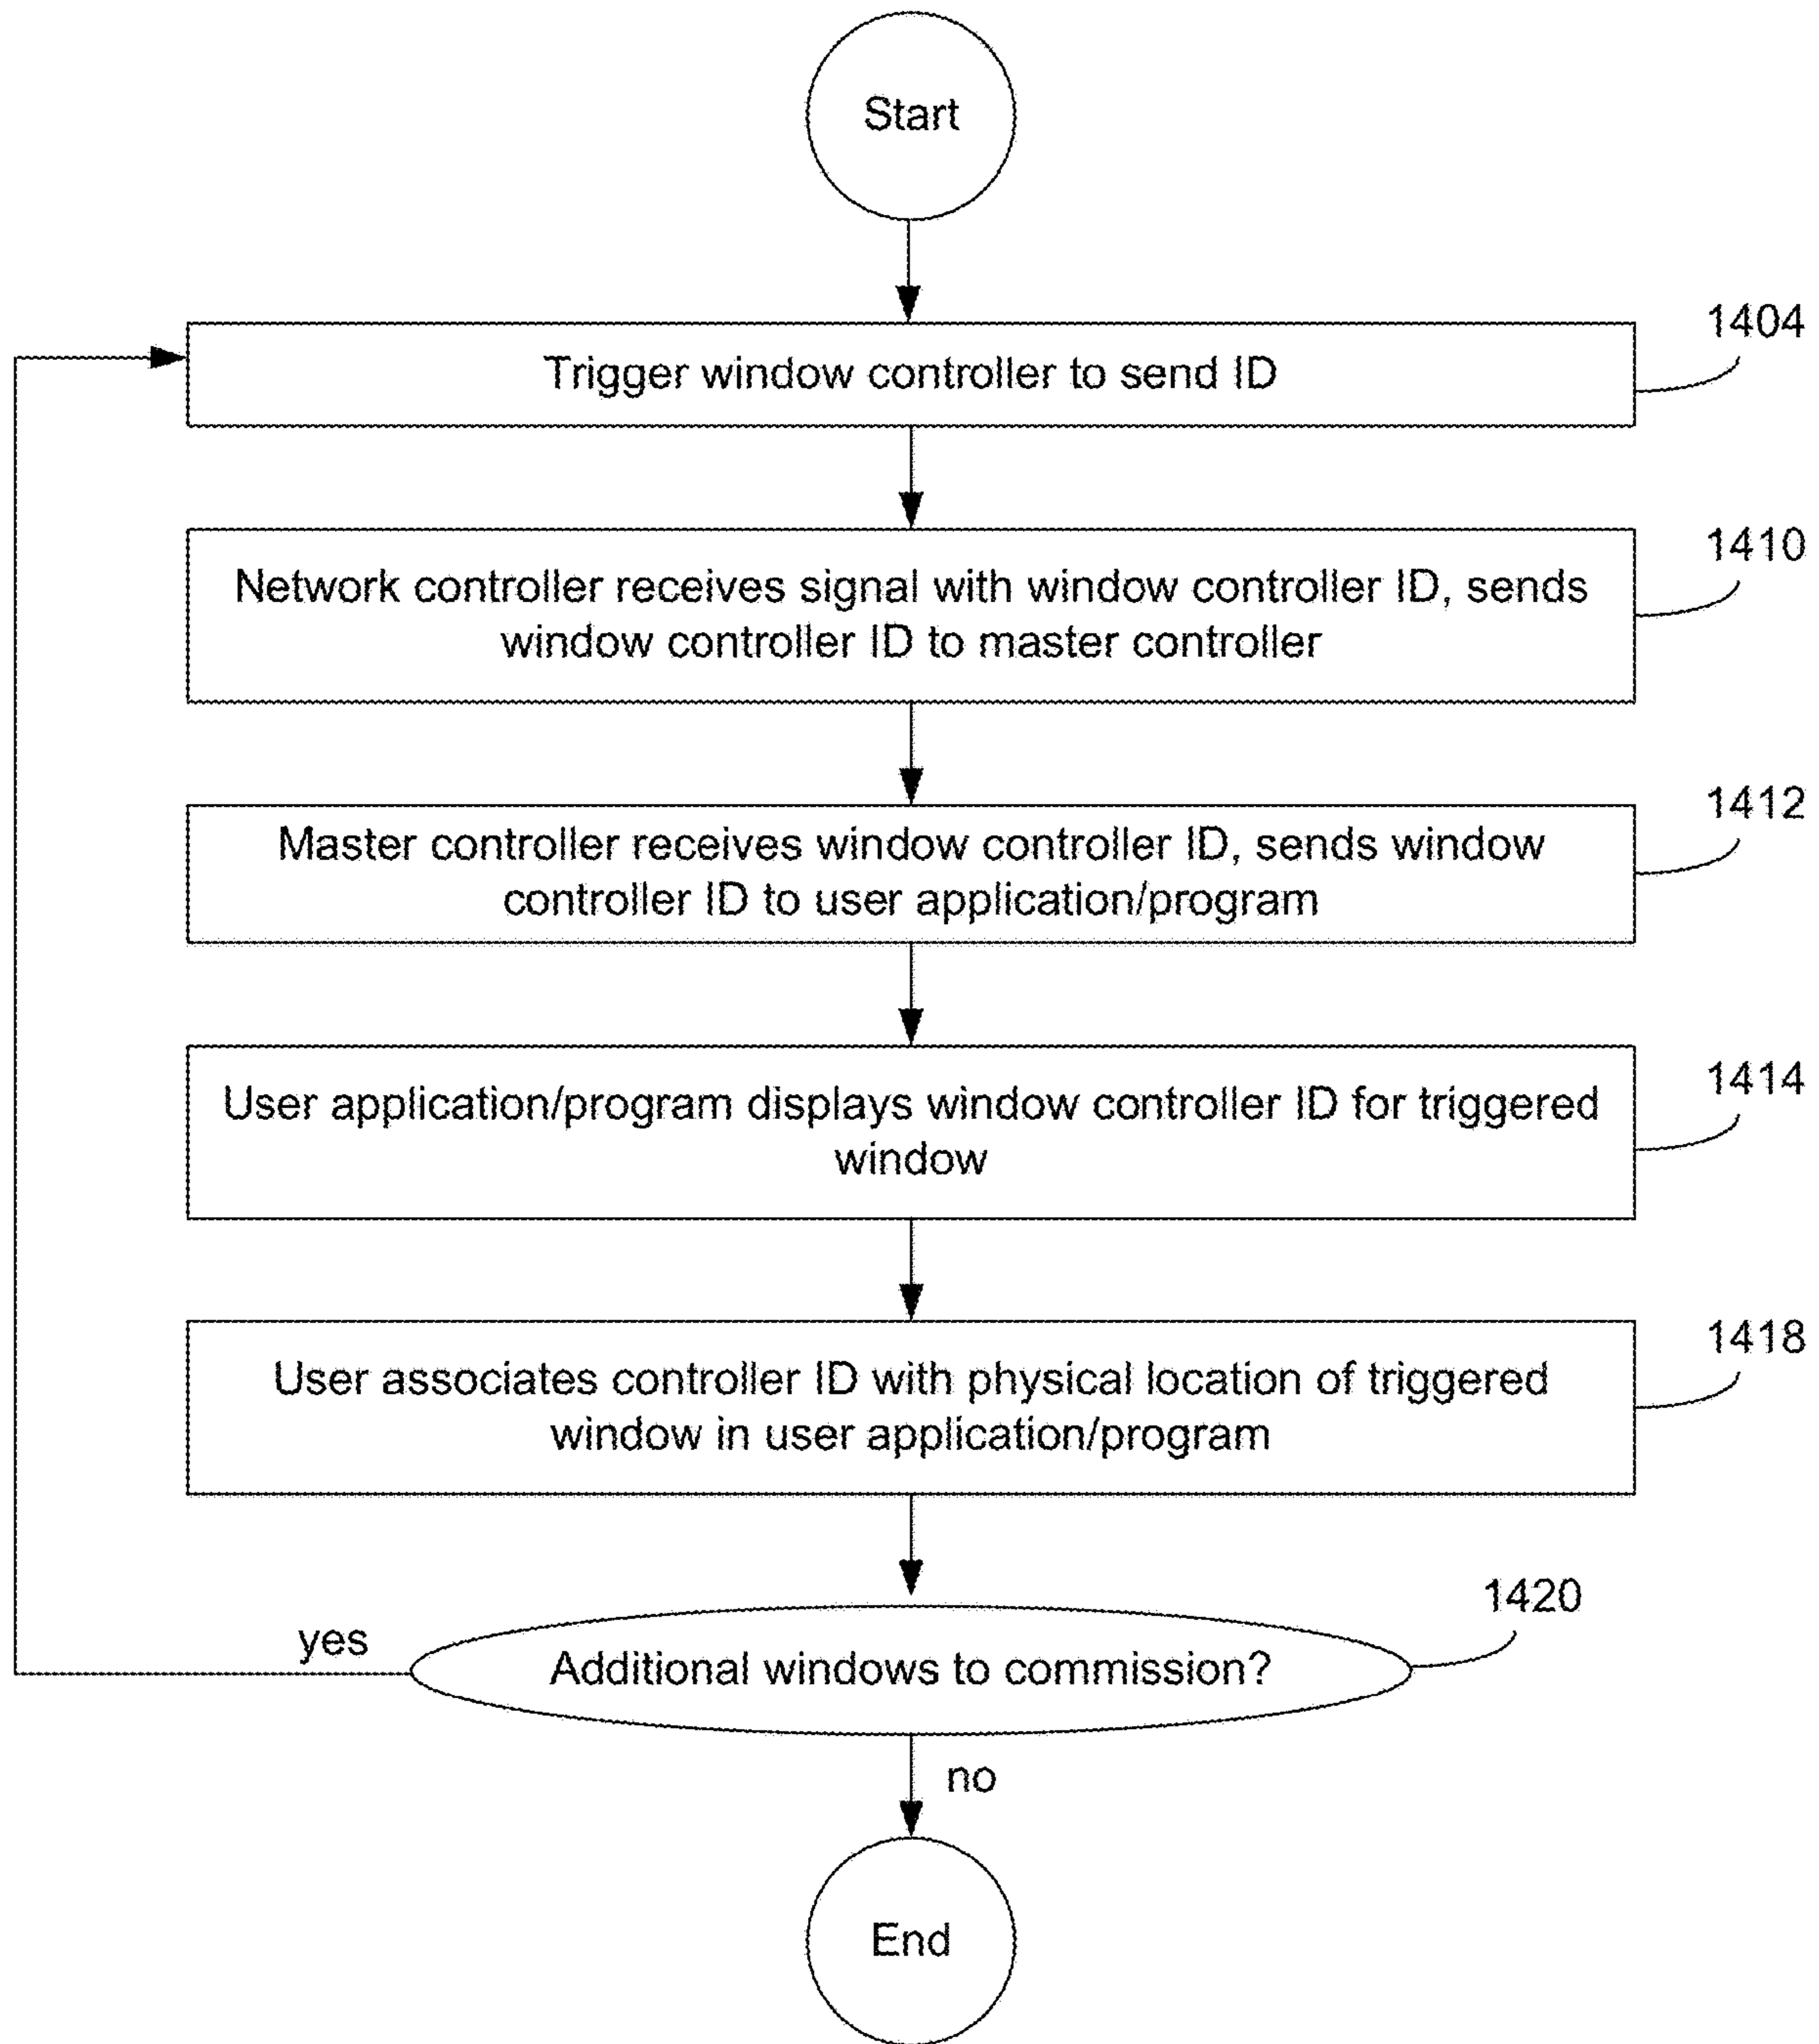 Start
1404
Trigger window controller to send ID
1410
Network controller receives signal with window controller ID, sends
window controller ID to master controller
1412
Master controller receives window controller ID, sends window
controller ID to user application/program
1414
User application/program displays window controller ID for triggered
window
1418
User associates controller ID with physical location of triggered
window in user application/program
1420
yes
Additional windows to commission?
no
End